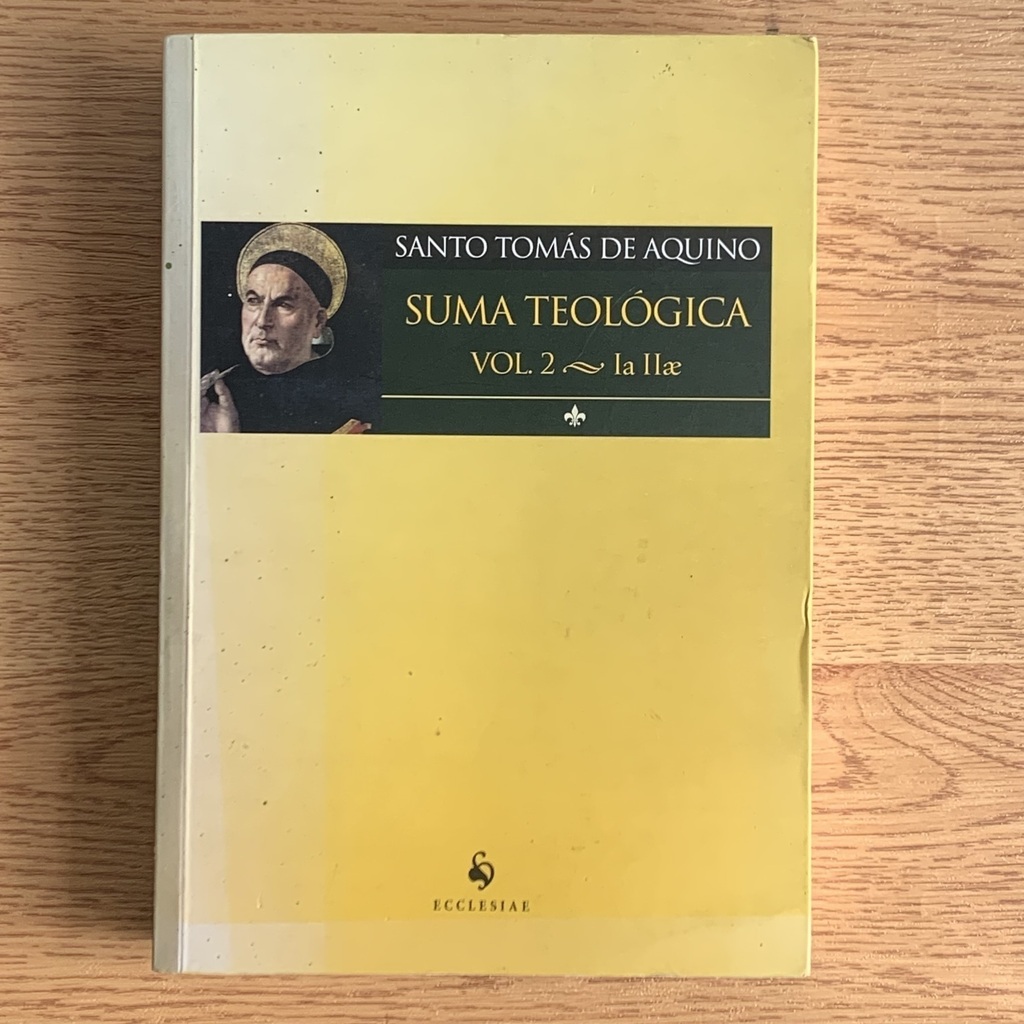 SANTO TOMÁS DE AQUINO
SUMA TEOLÓGICA
VOL. 2 ~ Ia IIæ
ECCLESIAE